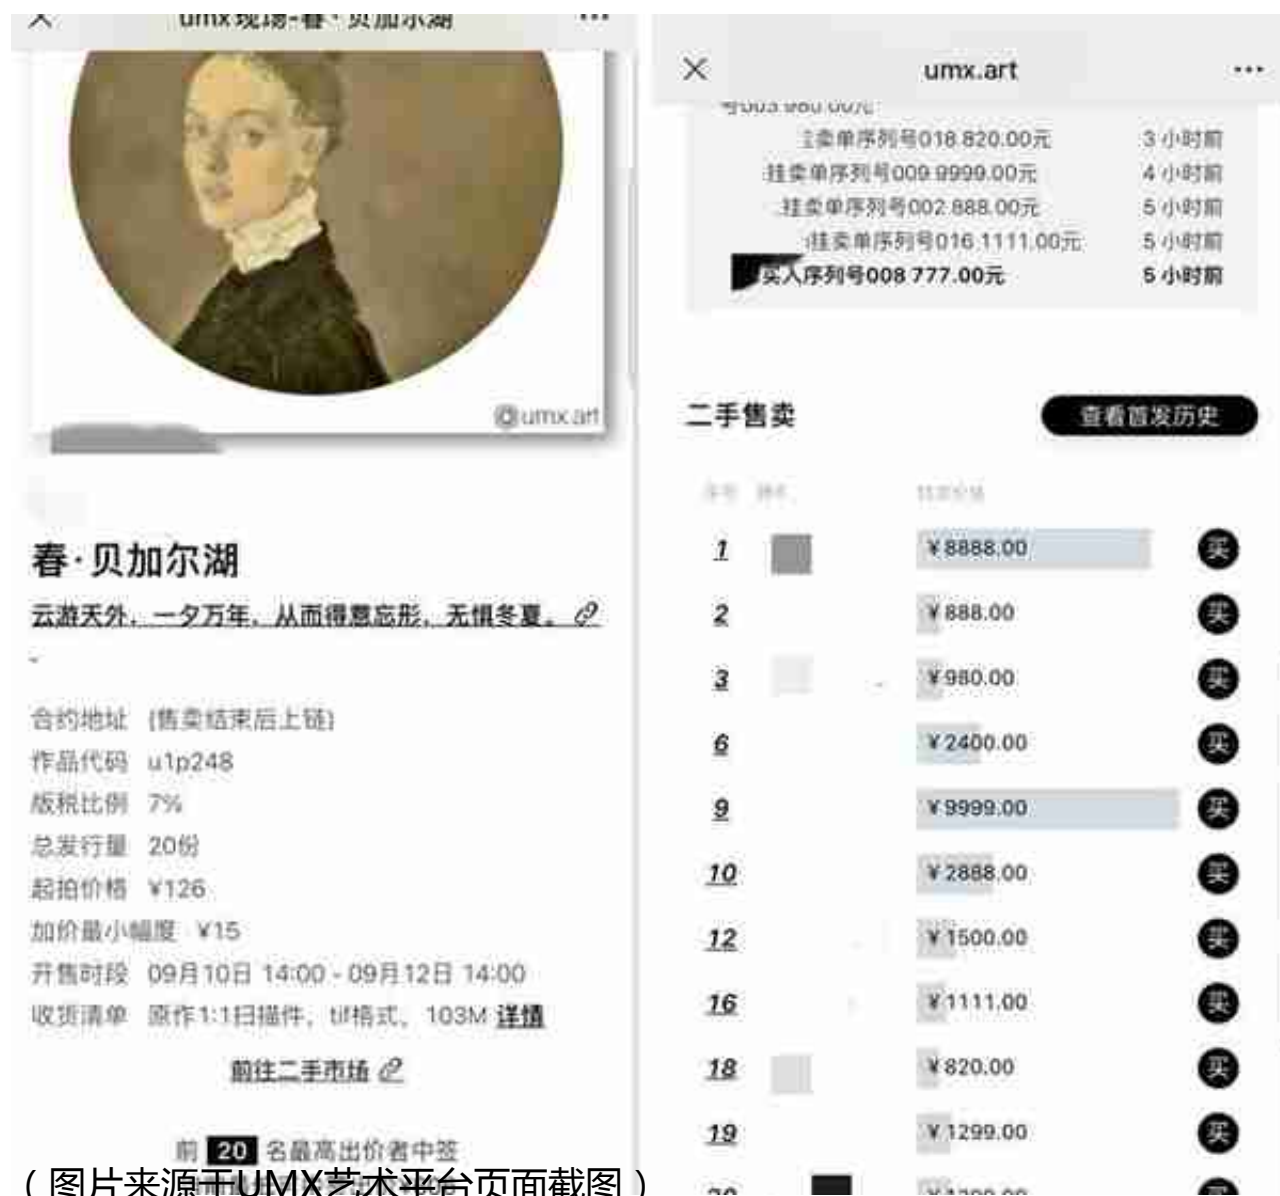 umx现场-春·贝加尔湖
umx.art
春·贝加尔湖
云游天外，一夕万年，从而得意忘形，无惧冬夏。
合约地址 (售卖结束后上链)
作品代码 u1p248
版税比例 7%
总发行量 20份
起拍价格 ¥126
加价最小幅度 ¥15
开售时段 09月10日 14:00 - 09月12日 14:00
收货清单 原作1:1扫描件，tif格式，103M 详情
前往二手市场
前 20 名最高出价者中签
(图片来源于UMX艺术平台页面截图)
umx.art
号003 980.00元
卖单序列号018 820.00元 3 小时前
挂卖单序列号009 9999.00元 4 小时前
挂卖单序列号002 888.00元 5 小时前
挂卖单序列号016 1111.00元 5 小时前
买入序列号008 777.00元 5 小时前
二手售卖 查看首发历史
1 ¥8888.00 买
2 ¥888.00 买
3 ¥980.00 买
6 ¥2400.00 买
9 ¥9999.00 买
10 ¥2888.00 买
12 ¥1500.00 买
16 ¥1111.00 买
18 ¥820.00 买
19 ¥1299.00 买